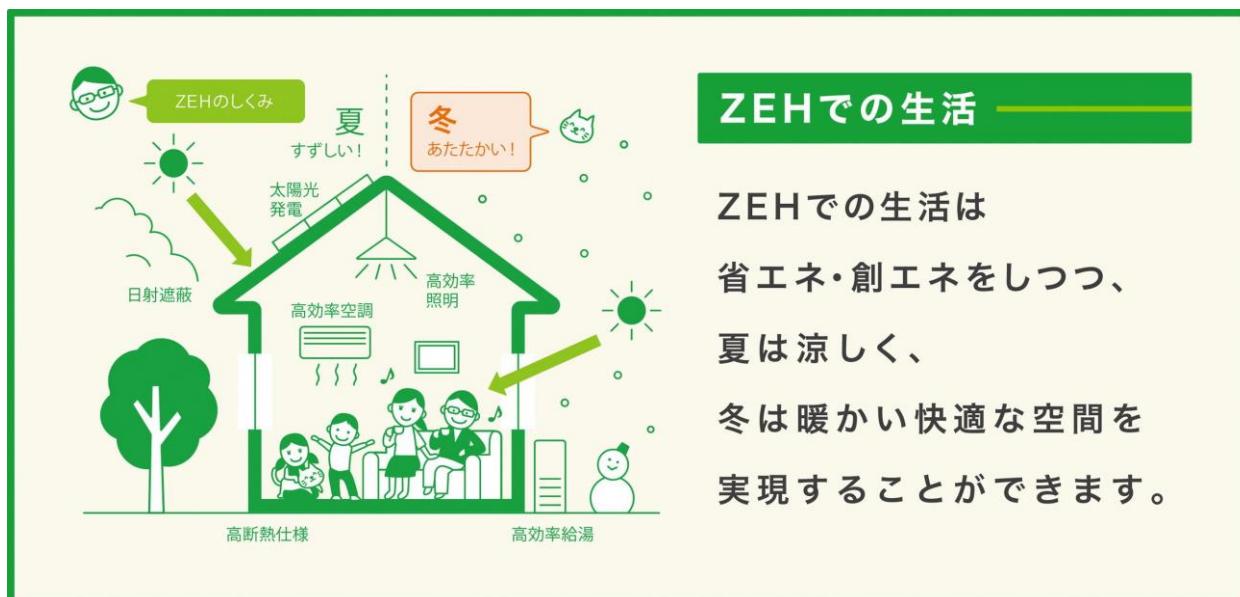 ZEHのしくみ
夏
すずしい！
冬
あたたかい！
太陽光
発電
日射遮蔽
高効率
照明
高効率空調
高断熱仕様
高効率給湯
ZEHでの生活
ZEHでの生活は
省エネ・創エネをしつつ、
夏は涼しく、
冬は暖かい快適な空間を
実現することができます。